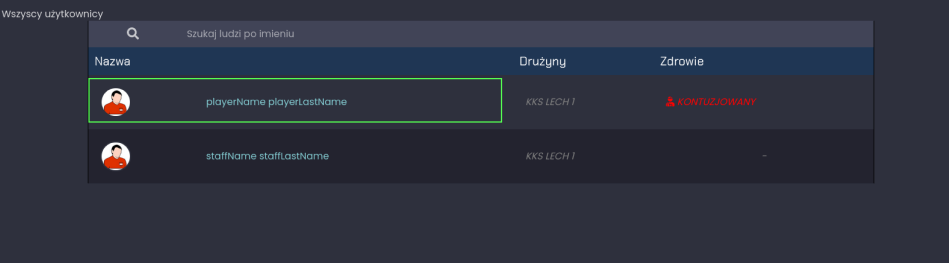 Wszyscy użytkownicy
Szukaj ludzi po imieniu
Nazwa Drużyny Zdrowie
playerName playerLastName KKS LECH 1 KONTUZJOWANY
staffName staffLastName KKS LECH 1 -